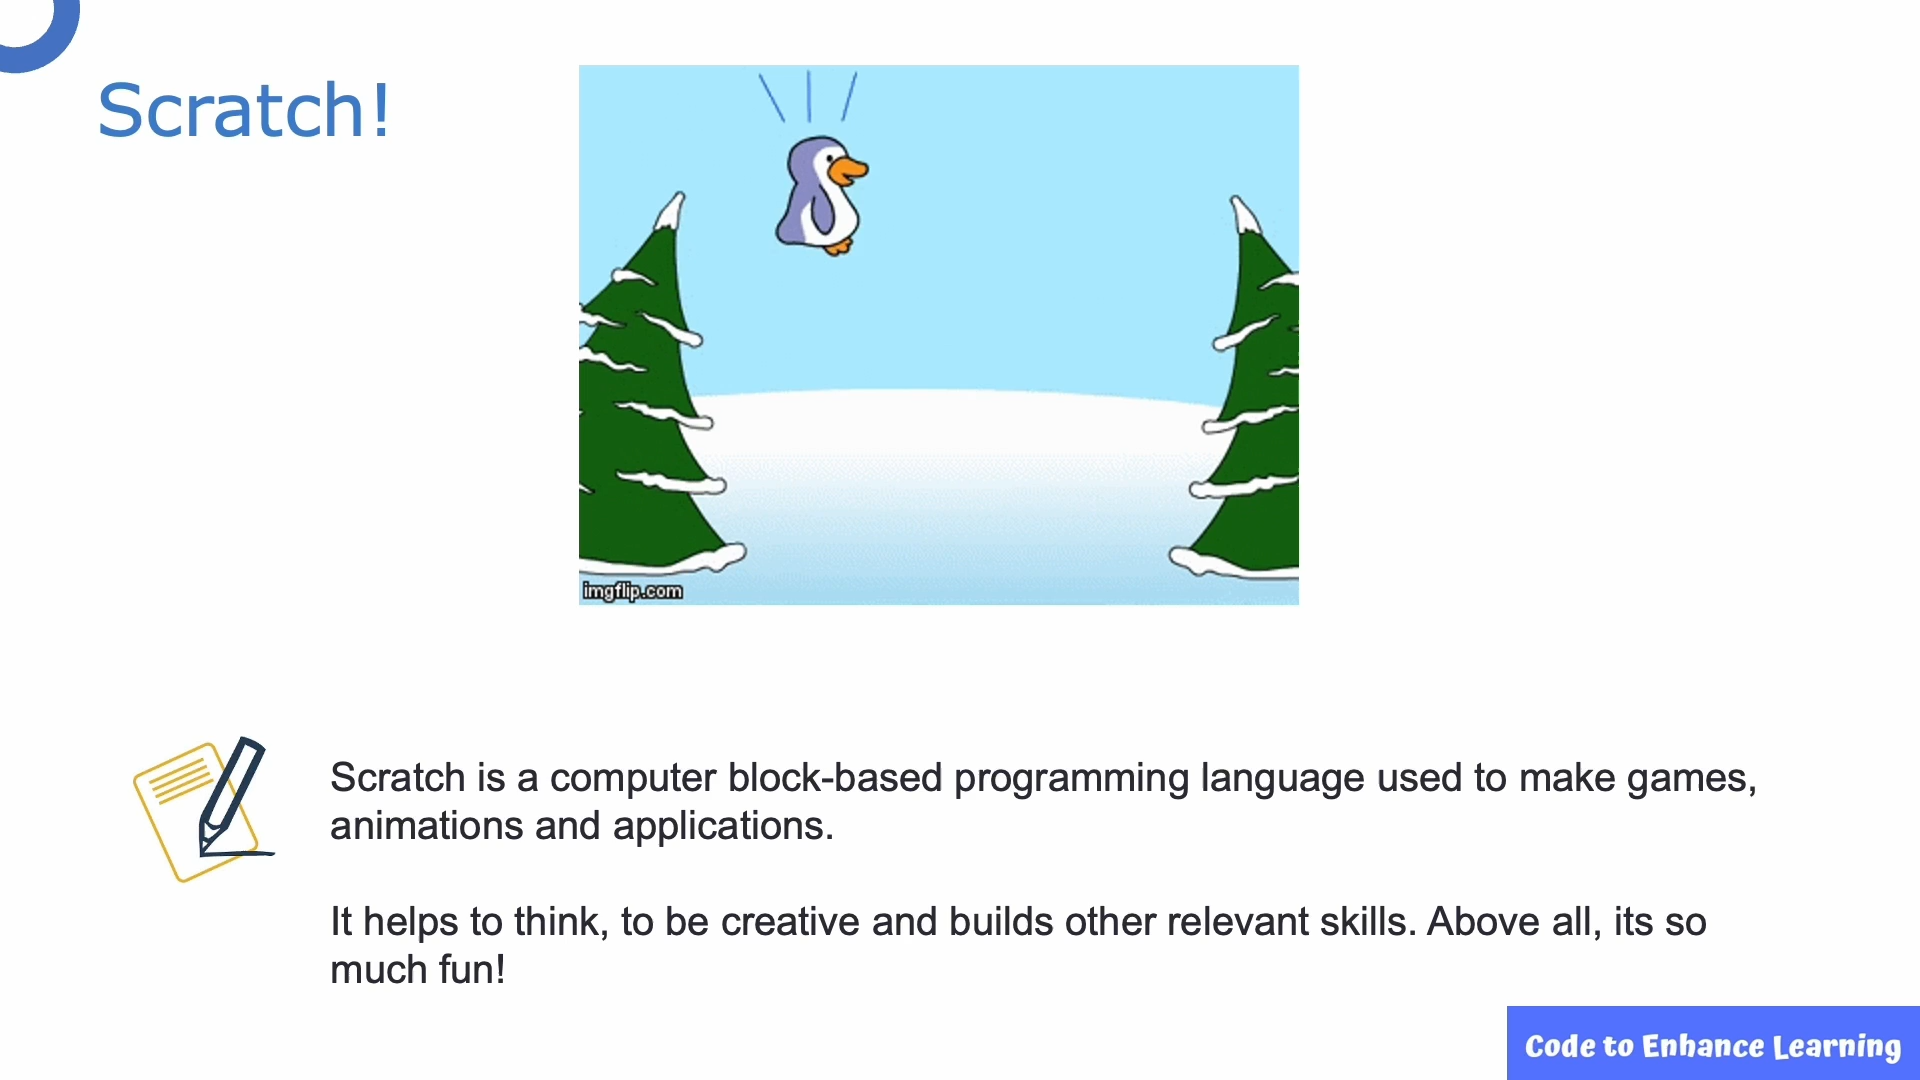 Scratch!
imgflip.com
Scratch is a computer block-based programming language used to make games,
animations and applications.
It helps to think, to be creative and builds other relevant skills. Above all, its so
much fun!
Code to Enhance Learning